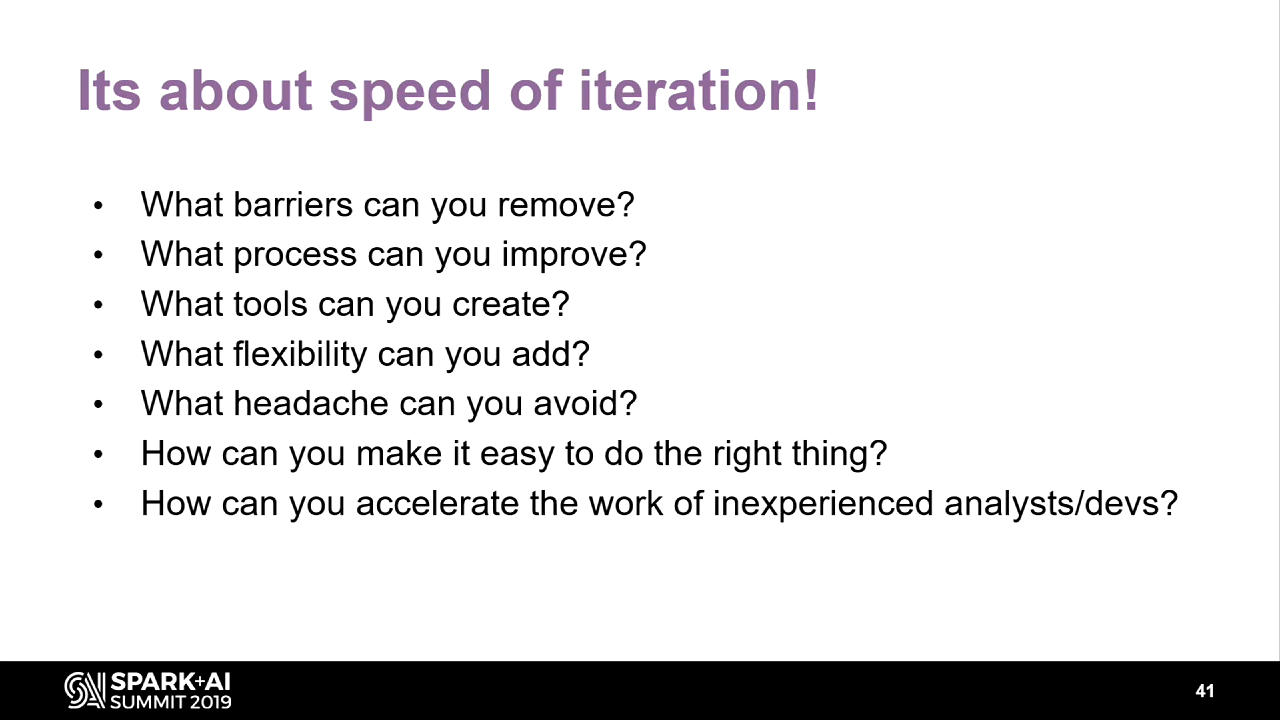 Its about speed of iteration!
• What barriers can you remove?
• What process can you improve?
• What tools can you create?
• What flexibility can you add?
• What headache can you avoid?
• How can you make it easy to do the right thing?
• How can you accelerate the work of inexperienced analysts/devs?
SPARK+AI
SUMMIT 2019
41